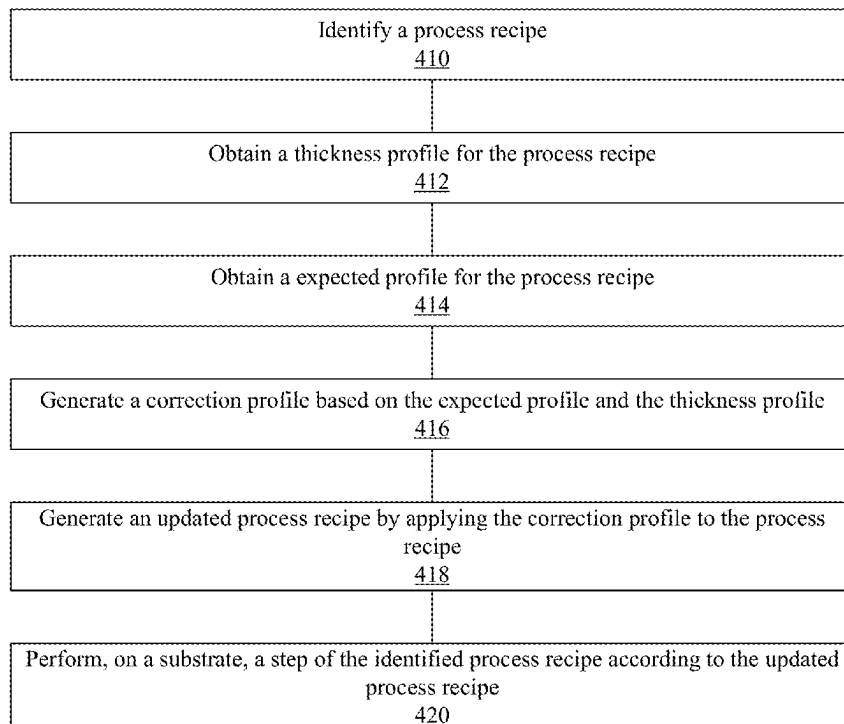 Identify a process recipe
410
Obtain a thickness profile for the process recipe
412
Obtain a expected profile for the process recipe
414
Generate a correction profile based on the expected profile and the thickness profile
416
Generate an updated process recipe by applying the correction profile to the process
recipe
418
Perform, on a substrate, a step of the identified process recipe according to the updated
process recipe
420